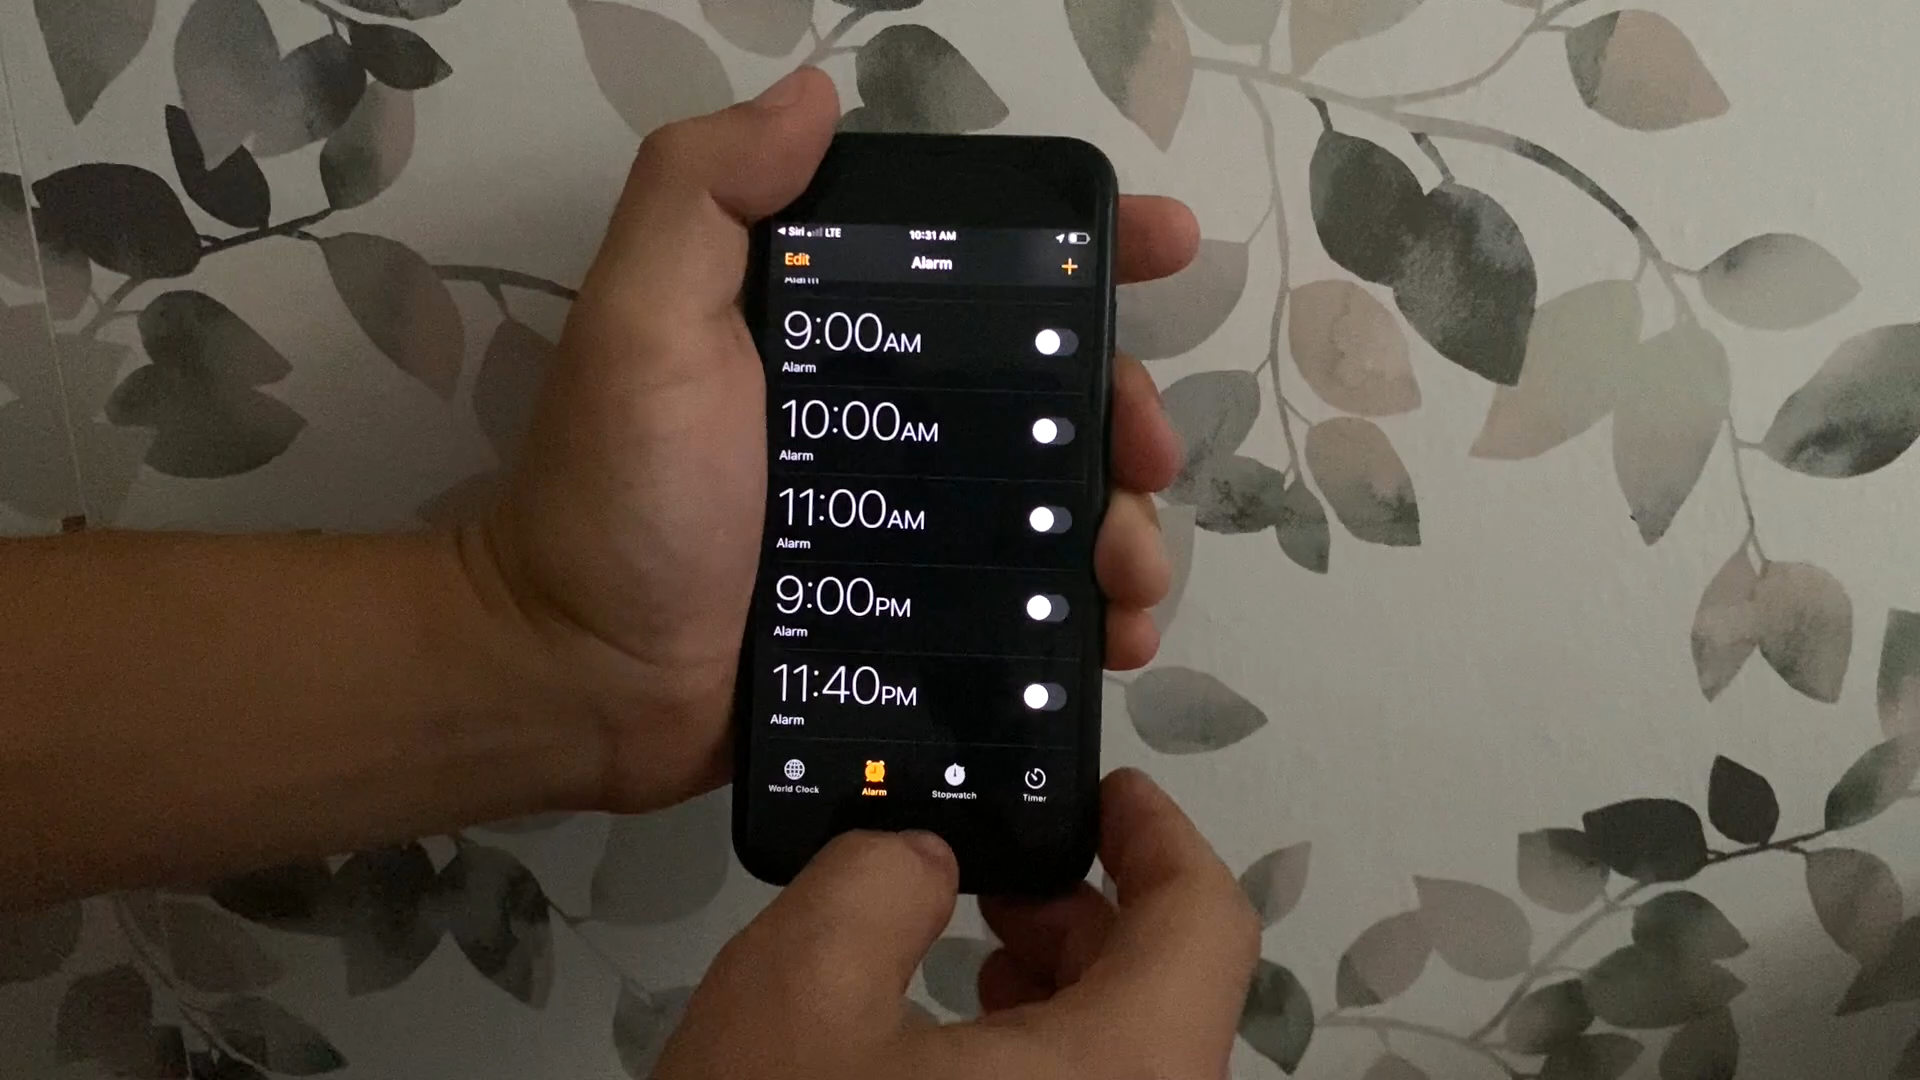 ◀ Siri LTE 10:31 AM
Edit Alarm +
Alarm
9:00AM
Alarm
10:00AM
Alarm
11:00AM
Alarm
9:00PM
Alarm
11:40PM
Alarm
World Clock Alarm Stopwatch Timer